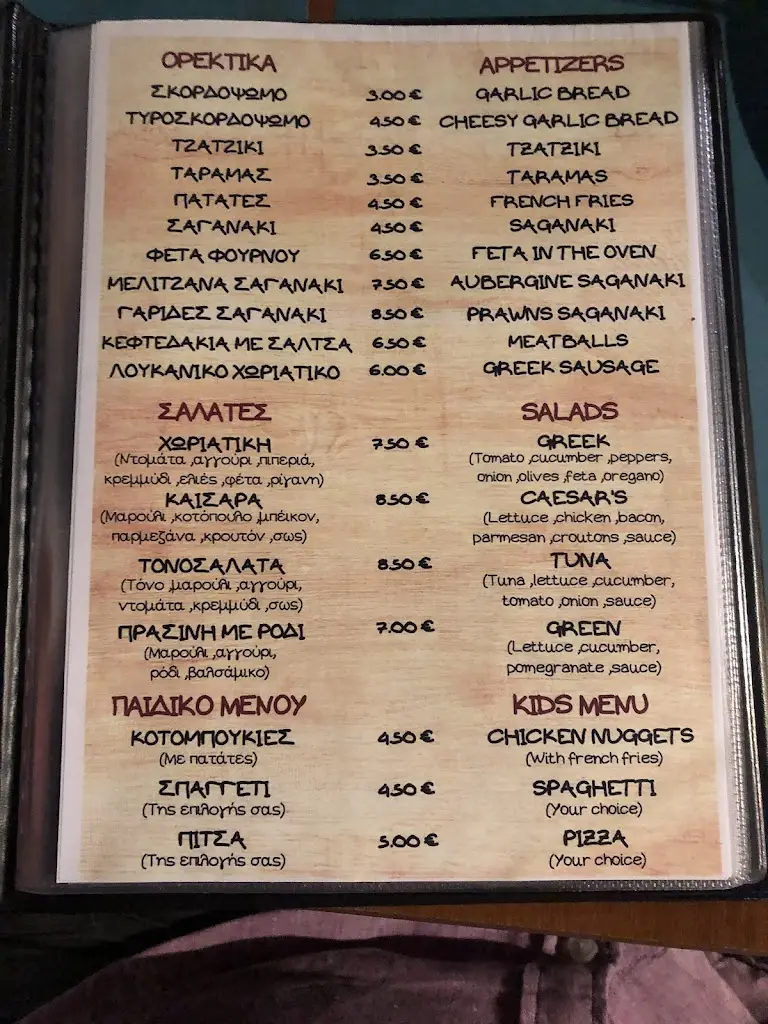 ΟΡΕΚΤΙΚΑ APPETIZERS
ΣΚΟΡΔΟΨΩΜΟ 3.00 € GARLIC BREAD
ΤΥΡΟΣΚΟΡΔΟΨΩΜΟ 4.50 € CHEESY GARLIC BREAD
ΤΖΑΤΖΙΚΙ 3.50 € TZATZIKI
ΤΑΡΑΜΑΣ 3.50 € TARAMAS
ΠΑΤΑΤΕΣ 4.50 € FRENCH FRIES
ΣΑΓΑΝΑΚΙ 4.50 € SAGANAKI
ΦΕΤΑ ΦΟΥΡΝΟΥ 6.50 € FETA IN THE OVEN
ΜΕΛΙΤΖΑΝΑ ΣΑΓΑΝΑΚΙ 7.50 € AUBERGINE SAGANAKI
ΓΑΡΙΔΕΣ ΣΑΓΑΝΑΚΙ 8.50 € PRAWNS SAGANAKI
ΚΕΦΤΕΔΑΚΙΑ ΜΕ ΣΑΛΤΣΑ 6.50 € MEATBALLS
ΛΟΥΚΑΝΙΚΟ ΧΩΡΙΑΤΙΚΟ 6.00 € GREEK SAUSAGE
ΣΑΛΑΤΕΣ SALADS
ΧΩΡΙΑΤΙΚΗ 7.50 € GREEK
(Ντομάτα ,αγγούρι ,πιπεριά, (Tomato ,cucumber ,peppers,
κρεμμύδι ,ελιές ,φέτα ,ρίγανη) onion ,olives ,feta ,oregano)
ΚΑΙΣΑΡΑ 8.50 € CAESAR'S
(Μαρούλι ,κοτόπουλο ,μπέικον, (Lettuce ,chicken ,bacon,
παρμεζάνα ,κρουτόν ,σως) parmesan ,croutons ,sauce)
ΤΟΝΟΣΑΛΑΤΑ 8.50 € TUNA
(Τόνο ,μαρούλι ,αγγούρι, (Tuna ,lettuce ,cucumber,
ντομάτα ,κρεμμύδι ,σως) tomato ,onion ,sauce)
ΠΡΑΣΙΝΗ ΜΕ ΡΟΔΙ 7.00 € GREEN
(Μαρούλι ,αγγούρι, (Lettuce ,cucumber,
ρόδι ,βαλσάμικο) pomegranate ,sauce)
ΠΑΙΔΙΚΟ ΜΕΝΟΥ KIDS MENU
ΚΟΤΟΜΠΟΥΚΙΕΣ 4.50 € CHICKEN NUGGETS
(Με πατάτες) (With french fries)
ΣΠΑΓΓΕΤΙ 4.50 € SPAGHETTI
(Της επιλογής σας) (Your choice)
ΠΙΤΣΑ 5.00 € PIZZA
(Της επιλογής σας) (Your choice)